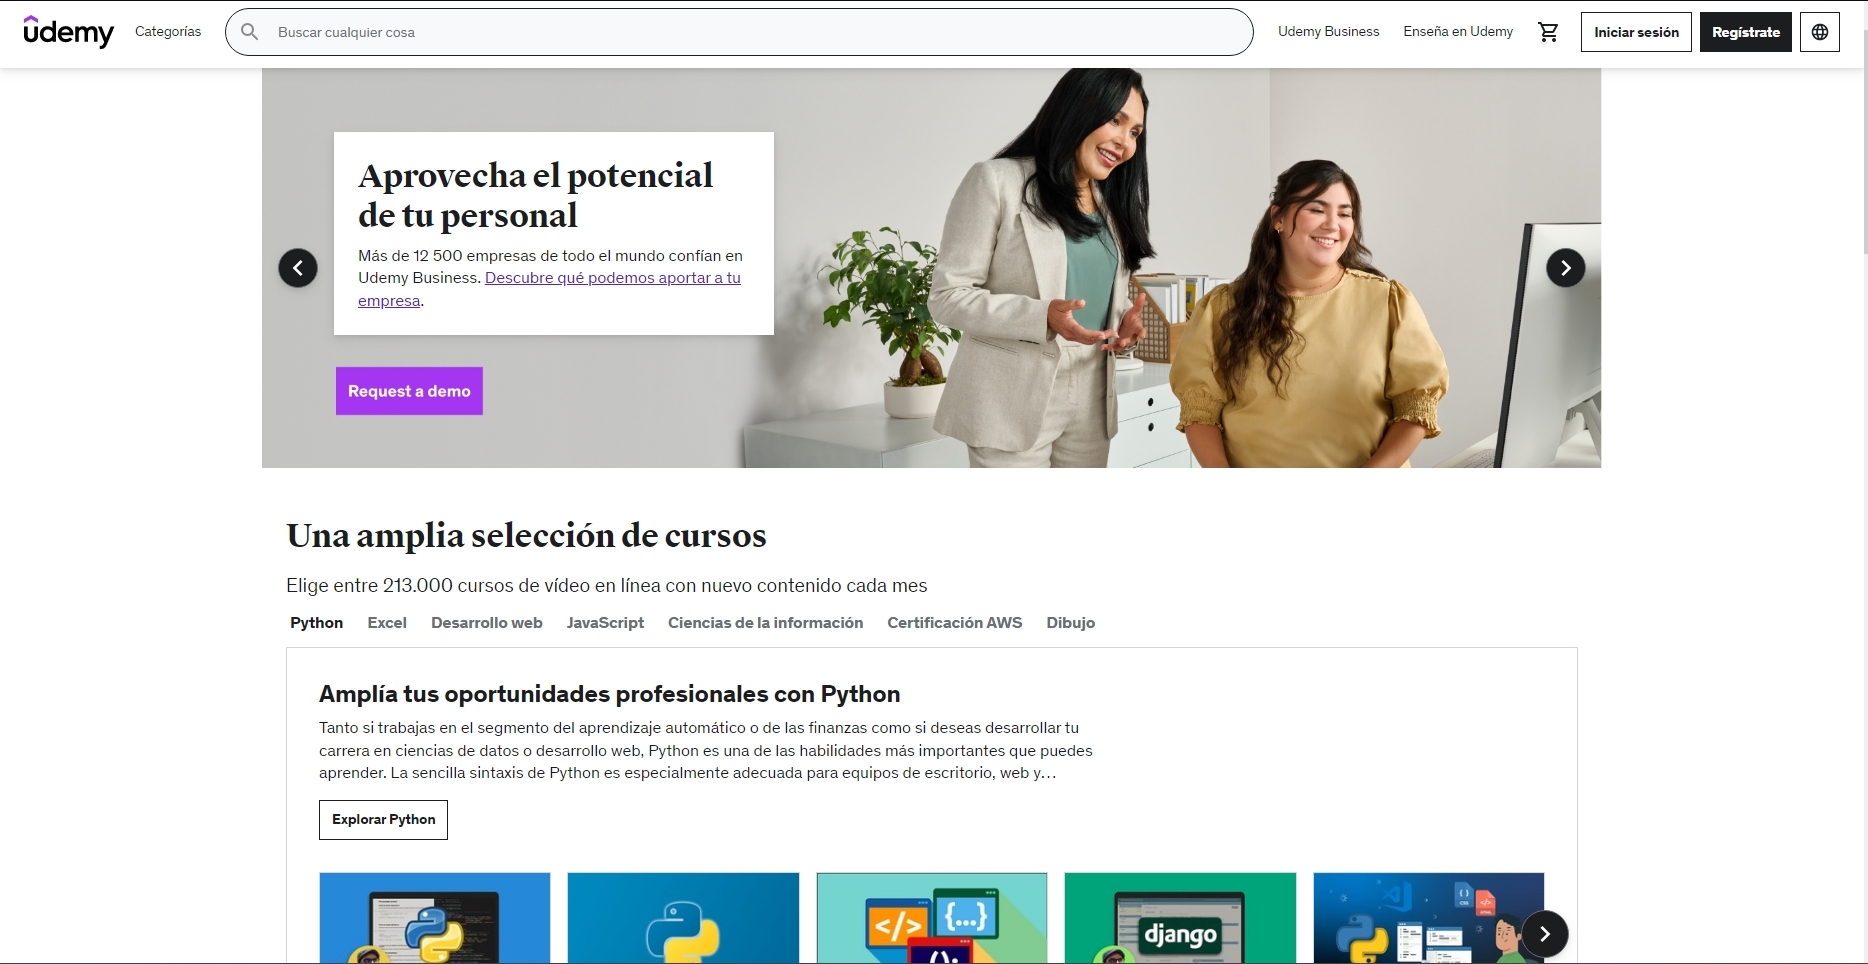 udemy
Categorías
Buscar cualquier cosa
Udemy Business
Enseña en Udemy
Iniciar sesión
Regístrate
Aprovecha el potencial
de tu personal
Más de 12 500 empresas de todo el mundo confían en
Udemy Business. Descubre qué podemos aportar a tu
empresa.
Request a demo
Una amplia selección de cursos
Elige entre 213.000 cursos de vídeo en línea con nuevo contenido cada mes
Python
Excel
Desarrollo web
JavaScript
Ciencias de la información
Certificación AWS
Dibujo
Amplía tus oportunidades profesionales con Python
Tanto si trabajas en el segmento del aprendizaje automático o de las finanzas como si deseas desarrollar tu
carrera en ciencias de datos o desarrollo web, Python es una de las habilidades más importantes que puedes
aprender. La sencilla sintaxis de Python es especialmente adecuada para equipos de escritorio, web y…
Explorar Python
</>
{...}
django